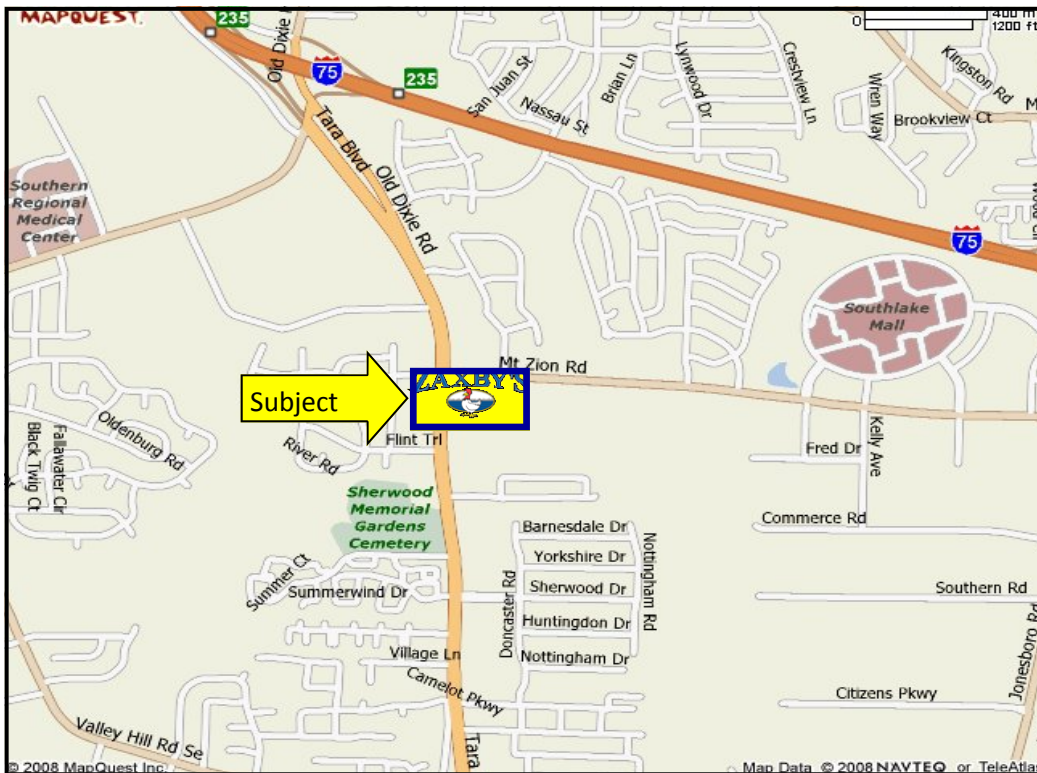 MAPQUEST.
235
Old Dixie
75
235
400 m
0
1200 ft
San Juan St
Nassau St
Brian Ln
Lynwood Dr
Crestview Ln
Wren Way
Kingston Rd
Brookview Ct
Tara Blvd
Old Dixie Rd
Southern
Regional
Medical
Center
75
Southlake
Mall
Mt Zion Rd
ZAXBY'S
Subject
Flint Trl
River Rd
Oldenburg Rd
Fallawater Cir
Black Twig Ct
Fred Dr
Kelly Ave
Sherwood
Memorial
Gardens
Cemetery
Commerce Rd
Barnesdale Dr
Yorkshire Dr
Sherwood Dr
Huntingdon Dr
Nottingham Dr
Nottingham Rd
Doncaster Rd
Summer Ct
Summerwind Dr
Southern Rd
Jonesboro Rd
Village Ln
Camelot Pkwy
Citizens Pkwy
Valley Hill Rd Se
Tara
© 2008 MapQuest Inc.
Map Data © 2008 NAVTEQ or TeleAtlas